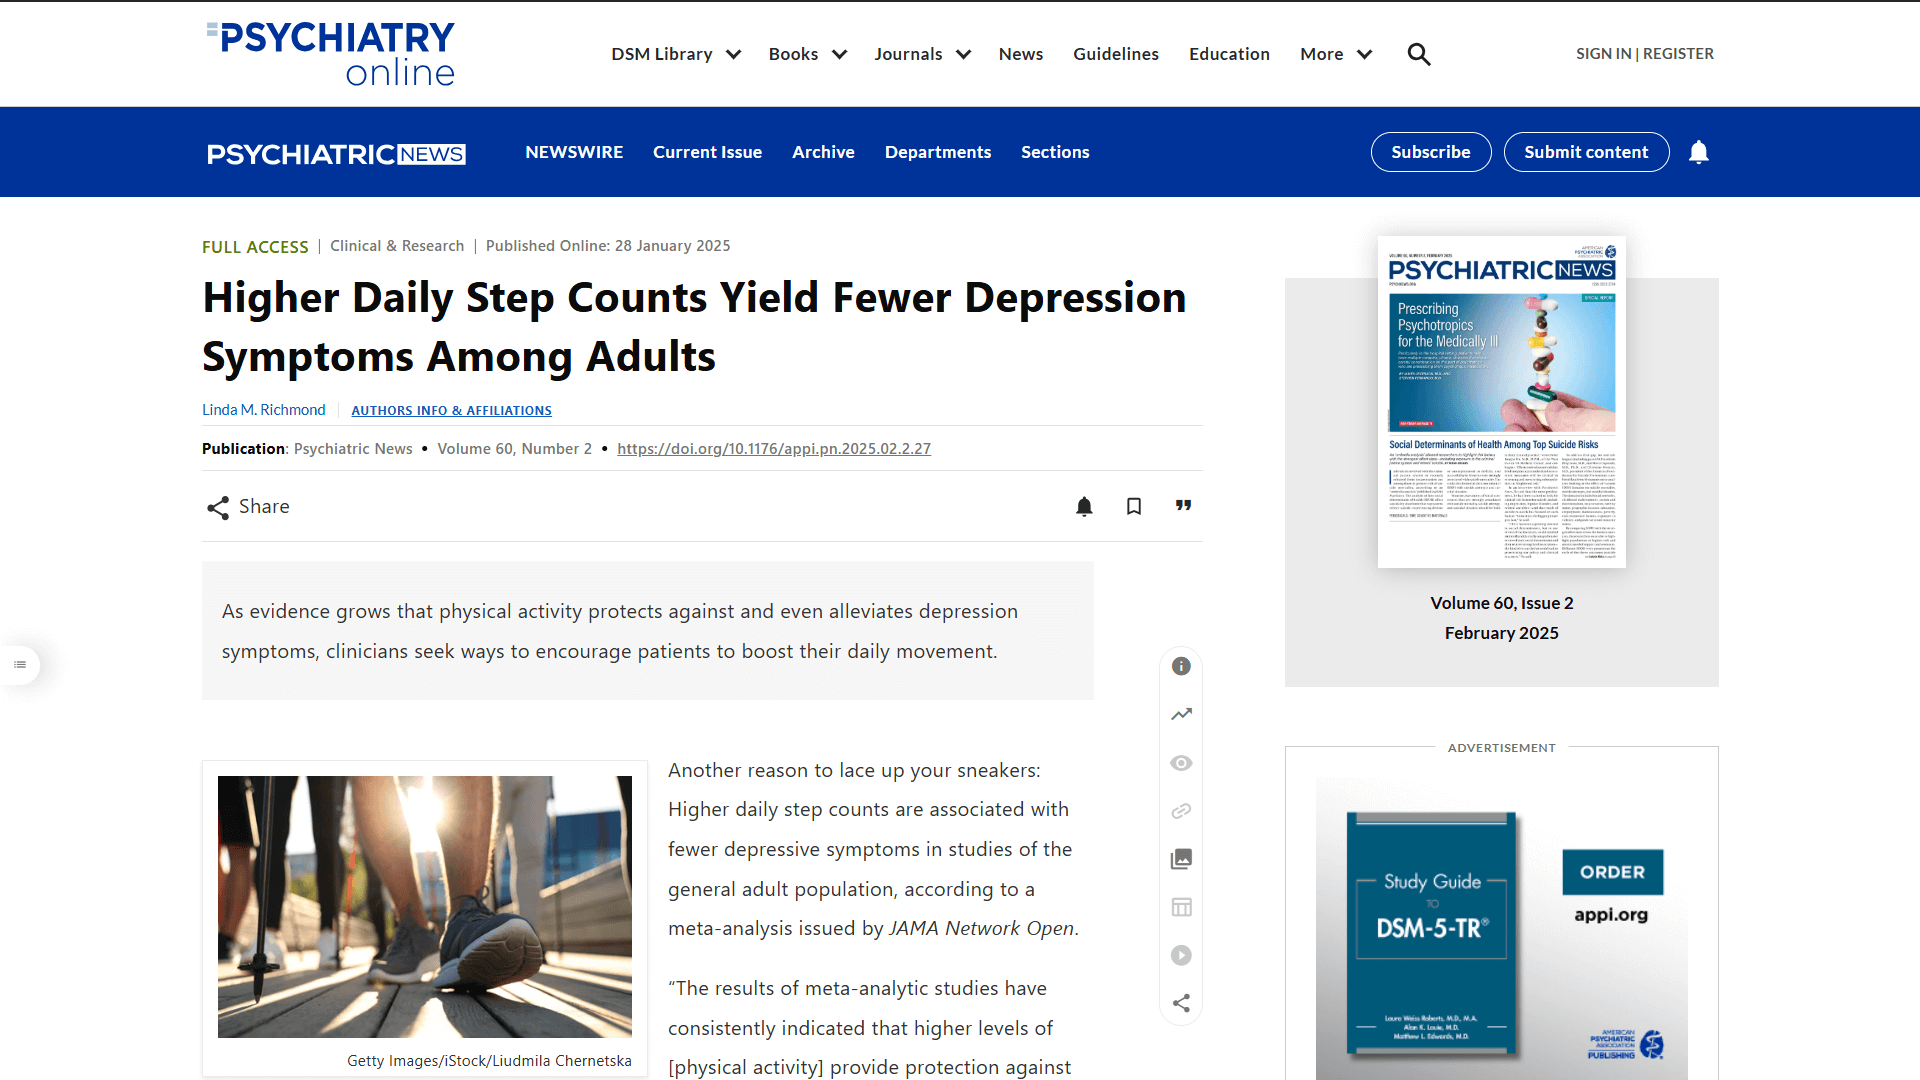 PSYCHIATRY
online
DSM Library
Books
Journals
News
Guidelines
Education
More
SIGN IN | REGISTER
PSYCHIATRIC NEWS
NEWSWIRE
Current Issue
Archive
Departments
Sections
Subscribe
Submit content
FULL ACCESS | Clinical & Research | Published Online: 28 January 2025
Higher Daily Step Counts Yield Fewer Depression
Symptoms Among Adults
Linda M. Richmond
AUTHORS INFO & AFFILIATIONS
Publication: Psychiatric News • Volume 60, Number 2 • https://doi.org/10.1176/appi.pn.2025.02.2.27
Share
As evidence grows that physical activity protects against and even alleviates depression
symptoms, clinicians seek ways to encourage patients to boost their daily movement.
Getty Images/iStock/Liudmila Chernetska
Another reason to lace up your sneakers:
Higher daily step counts are associated with
fewer depressive symptoms in studies of the
general adult population, according to a
meta-analysis issued by JAMA Network Open.
“The results of meta-analytic studies have
consistently indicated that higher levels of
[physical activity] provide protection against
PSYCHIATRIC NEWS
SPECIAL REPORT
Prescribing
Psychotropics
for the Medically Ill
Social Determinants of Health Among Top Suicide Risks
Volume 60, Issue 2
February 2025
ADVERTISEMENT
Study Guide
TO
DSM-5-TR®
Laura Weiss Roberts, M.D., M.A.
Alan K. Louie, M.D.
Matthew L. Edwards, M.D.
ORDER
appi.org
AMERICAN
PSYCHIATRIC
ASSOCIATION
PUBLISHING